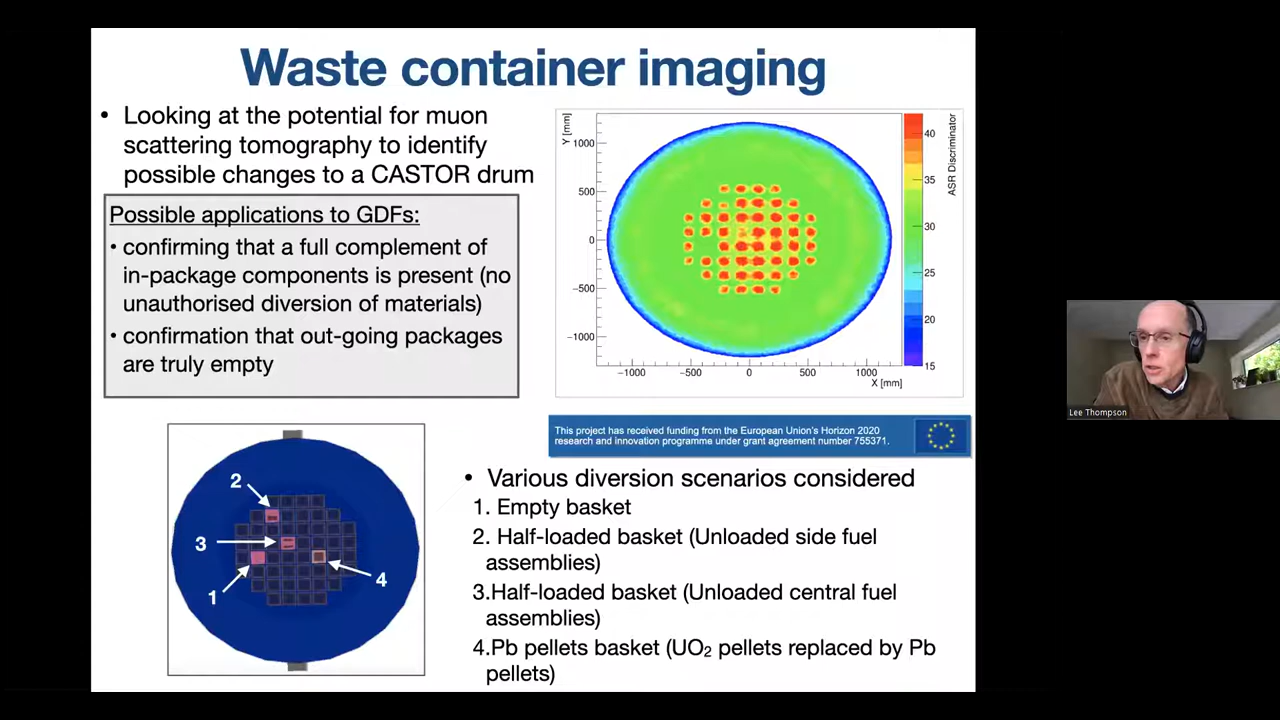 Waste container imaging
• Looking at the potential for muon
scattering tomography to identify
possible changes to a CASTOR drum
Possible applications to GDFs:
• confirming that a full complement of
in-package components is present (no
unauthorised diversion of materials)
• confirmation that out-going packages
are truly empty
Y [mm]
1000
500
0
−500
−1000
−1000
−500
0
500
1000
X [mm]
40
35
30
25
20
15
ASR Discriminator
This project has received funding from the European Union's Horizon 2020
research and innovation programme under grant agreement number 755371.
2
3
1
4
• Various diversion scenarios considered
1. Empty basket
2. Half-loaded basket (Unloaded side fuel
assemblies)
3.Half-loaded basket (Unloaded central fuel
assemblies)
4.Pb pellets basket (UO₂ pellets replaced by Pb
pellets)
Lee Thompson